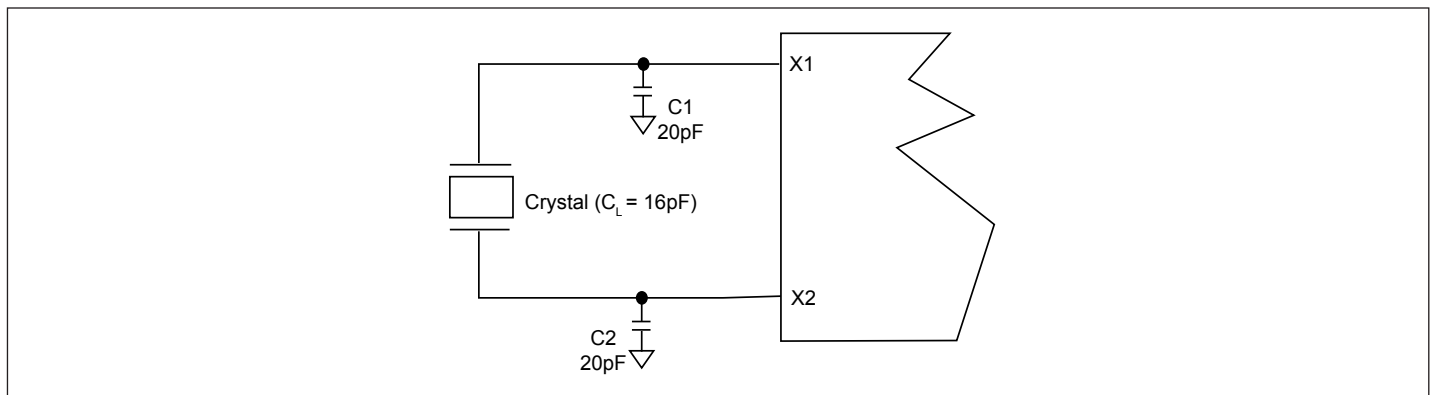 X1
C1
20pF
Crystal (CL = 16pF)
X2
C2
20pF